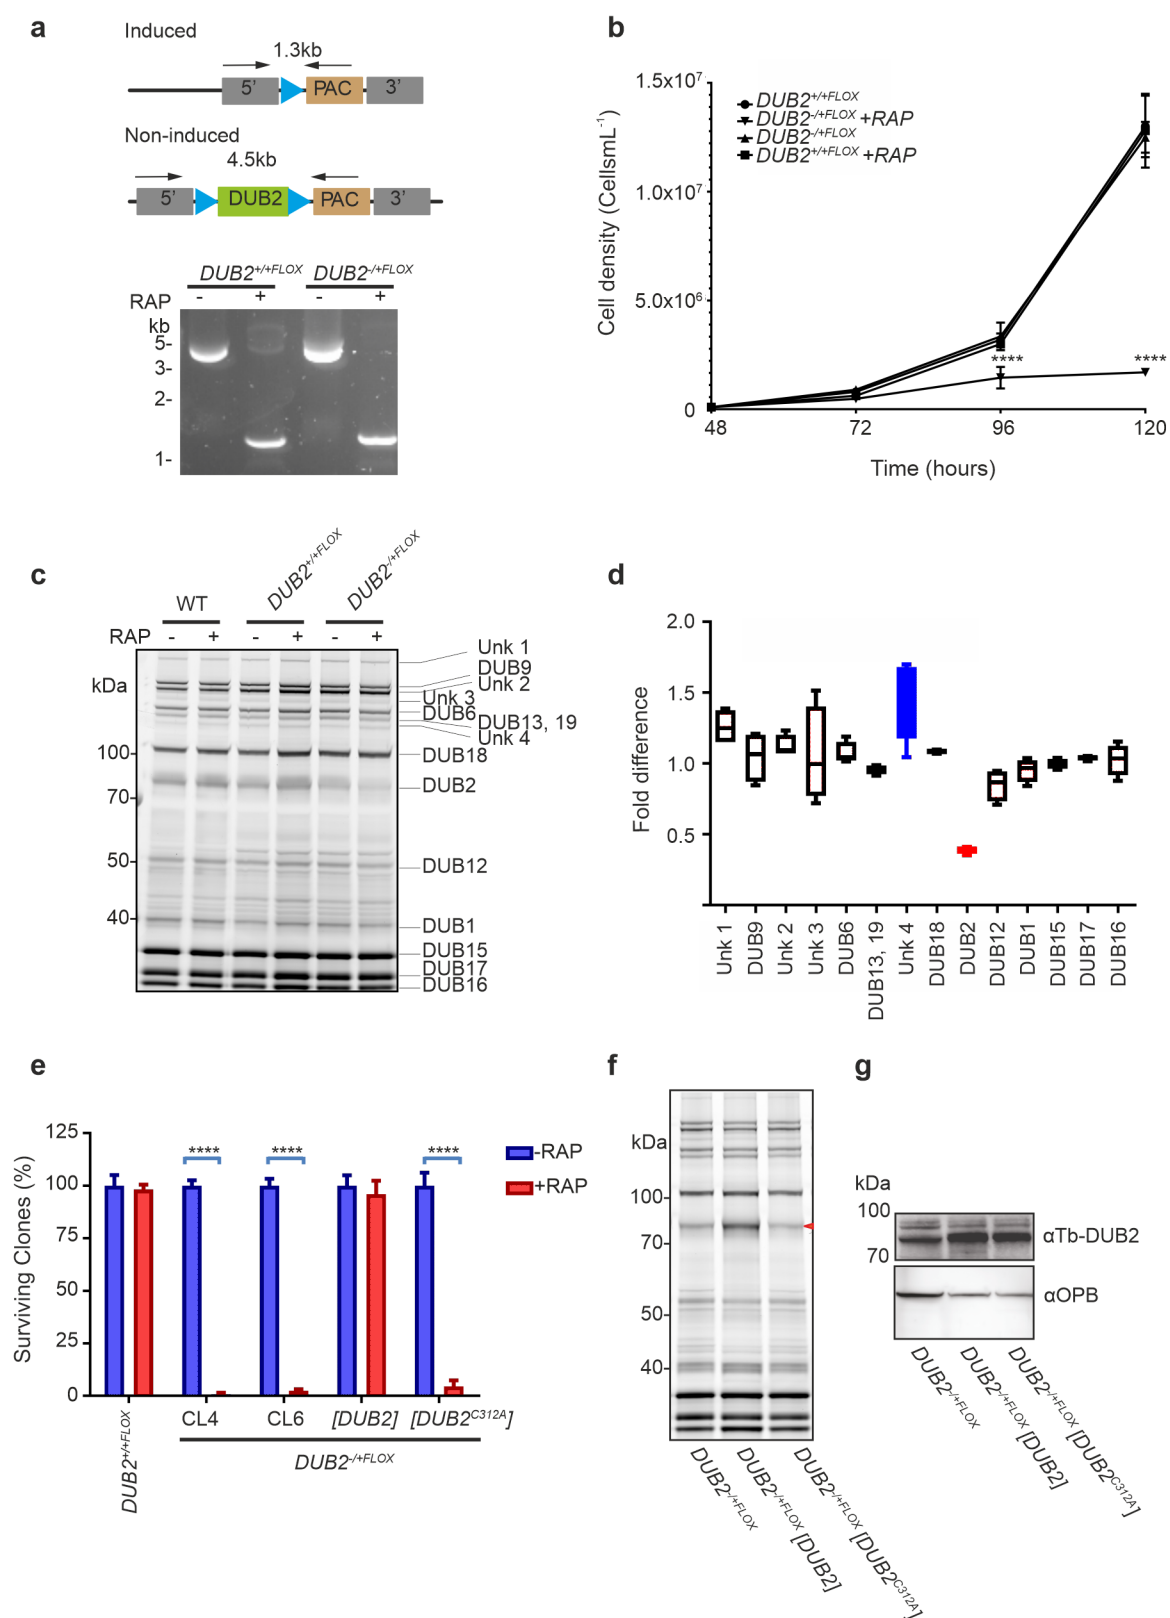 a
Induced
1.3kb
5’ PAC 3’
Non-induced
4.5kb
5’ DUB2 PAC 3’
DUB2+/+FLOX DUB2-/+FLOX
RAP - + - +
kb
5-
3-
2-
1-
b
1.5x10⁷
1.0x10⁷
5.0x10⁶
0
Cell density (CellsmL⁻¹)
DUB2+/+FLOX
DUB2-/+FLOX +RAP
DUB2-/+FLOX
DUB2+/+FLOX +RAP
**** ****
48 72 96 120
Time (hours)
c
WT DUB2+/+FLOX DUB2-/+FLOX
RAP - + - + - +
kDa
100
70
50
40
Unk 1
DUB9
Unk 2
Unk 3
DUB6
DUB13, 19
Unk 4
DUB18
DUB2
DUB12
DUB1
DUB15
DUB17
DUB16
d
2.0
1.5
1.0
0.5
Fold difference
Unk 1 DUB9 Unk 2 Unk 3 DUB6 DUB13, 19 Unk 4 DUB18 DUB2 DUB12 DUB1 DUB15 DUB17 DUB16
e
125
100
75
50
25
0
Surviving Clones (%)
**** **** ****
-RAP
+RAP
DUB2+/+FLOX CL4 CL6 [DUB2] [DUB2C312A]
DUB2-/+FLOX
f
kDa
100
70
50
40
DUB2-/+FLOX
DUB2-/+FLOX [DUB2]
DUB2-/+FLOX [DUB2C312A]
g
kDa
100
70
αTb-DUB2
αOPB
DUB2-/+FLOX
DUB2-/+FLOX [DUB2]
DUB2-/+FLOX [DUB2C312A]